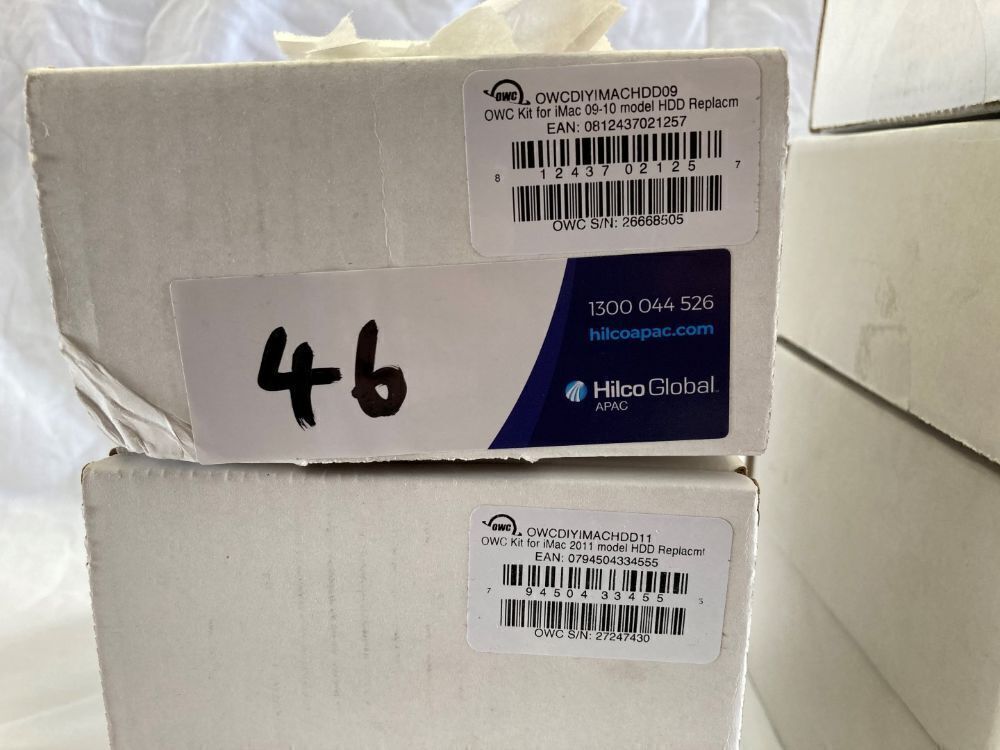 OWC OWCDIYIMACHDD09
OWC Kit for iMac 09-10 model HDD Replacm
EAN: 0812437021257
8 12437 02125 7
OWC S/N: 26668505
46
1300 044 526
hilcoapac.com
Hilco Global
APAC
OWC OWCDIYIMACHDD11
OWC Kit for iMac 2011 model HDD Replacmt
EAN: 0794504334555
7 94504 33455 5
OWC S/N: 27247430